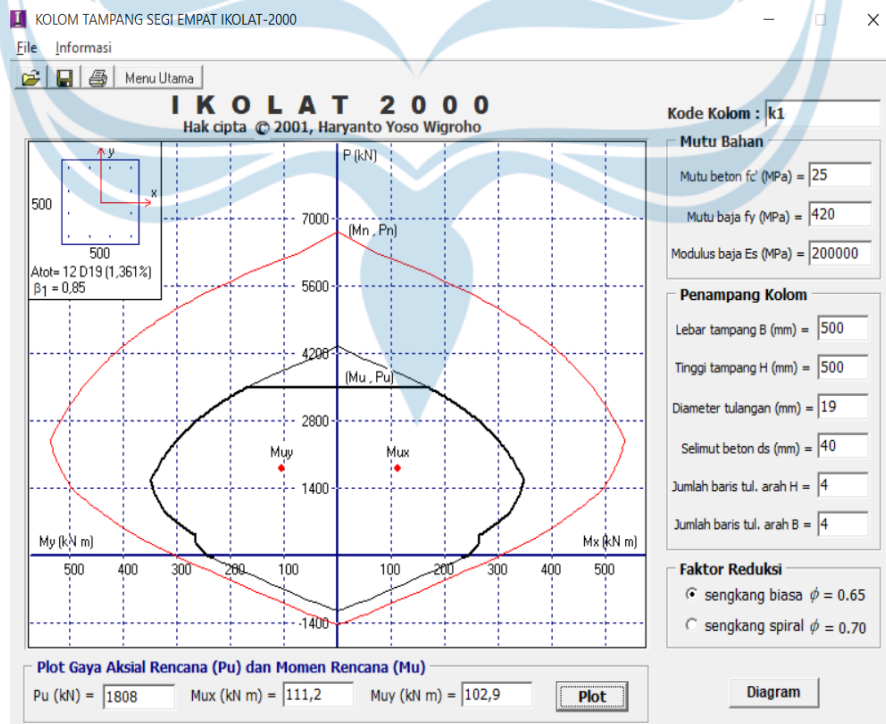 KOLOM TAMPANG SEGI EMPAT IKOLAT-2000
File Informasi
Menu Utama
I K O L A T 2 0 0 0
Hak cipta © 2001, Haryanto Yoso Wigroho
Kode Kolom : k1
Mutu Bahan
Mutu beton fc' (MPa) = 25
Mutu baja fy (MPa) = 420
Modulus baja Es (MPa) = 200000
Penampang Kolom
Lebar tampang B (mm) = 500
Tinggi tampang H (mm) = 500
Diameter tulangan (mm) = 19
Selimut beton ds (mm) = 40
Jumlah baris tul. arah H = 4
Jumlah baris tul. arah B = 4
Faktor Reduksi
sengkang biasa ϕ = 0.65
sengkang spiral ϕ = 0.70
Diagram
y
x
500
500
Atot= 12 D19 (1,361%)
β1 = 0,85
P (kN)
7000
(Mn , Pn)
5600
4200
(Mu , Pu)
2800
Muy Mux
1400
My (kN m) Mx (kN m)
500 400 300 200 100 100 200 300 400 500
-1400
Plot Gaya Aksial Rencana (Pu) dan Momen Rencana (Mu)
Pu (kN) = 1808 Mux (kN m) = 111,2 Muy (kN m) = 102,9 Plot